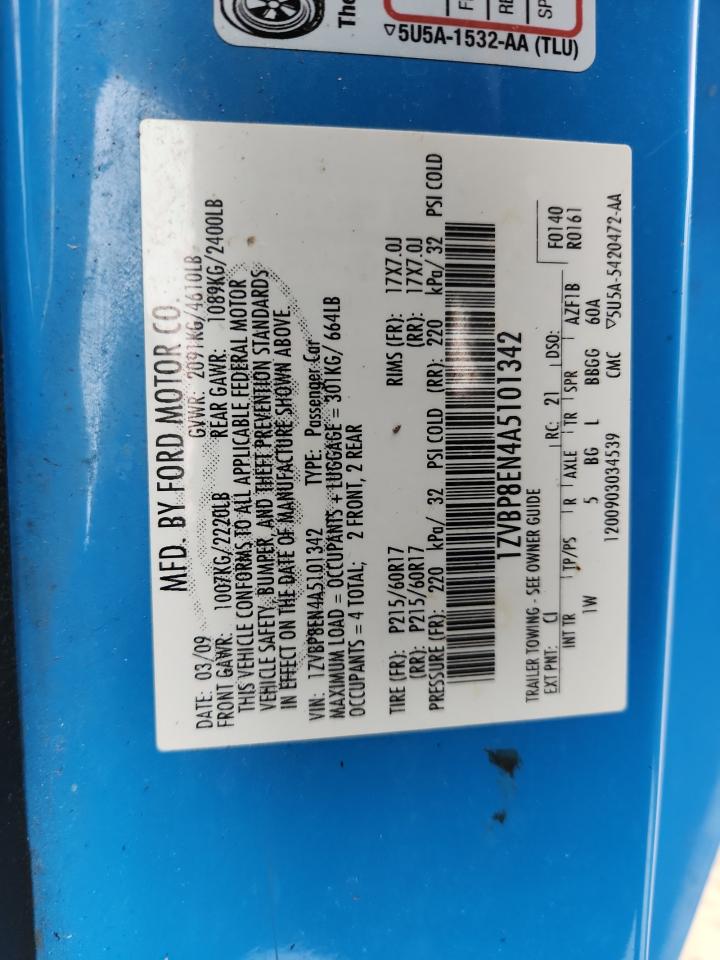 The
F
RE
SP
▽5U5A-1532-AA (TLU)
MFD. BY FORD MOTOR CO.
DATE: 03/09 GVWR: 2091KG/4610LB
FRONT GAWR: 1007KG/2220LB REAR GAWR: 1089KG/2400LB
THIS VEHICLE CONFORMS TO ALL APPLICABLE FEDERAL MOTOR
VEHICLE SAFETY, BUMPER, AND THEFT PREVENTION STANDARDS
IN EFFECT ON THE DATE OF MANUFACTURE SHOWN ABOVE.
VIN: 1ZVBP8EN4A5101342 TYPE: Passenger Car
MAXIMUM LOAD = OCCUPANTS + LUGGAGE = 301KG/ 664LB
OCCUPANTS = 4 TOTAL; 2 FRONT, 2 REAR
TIRE (FR): P215/60R17 RIMS (FR): 17X7.0J
(RR): P215/60R17 (RR): 17X7.0J
PRESSURE (FR): 220 kPa/ 32 PSI COLD (RR): 220 kPa/ 32 PSI COLD
1ZVBP8EN4A5101342
TRAILER TOWING - SEE OWNER GUIDE F0140
EXT PNT: CI RC: 21 DSO: R0161
INT TR TP/PS R AXLE TR SPR AZF1B
1W 5 BG L BBGG 60A
1200903034539 CMC ▽5U5A-5420472-AA